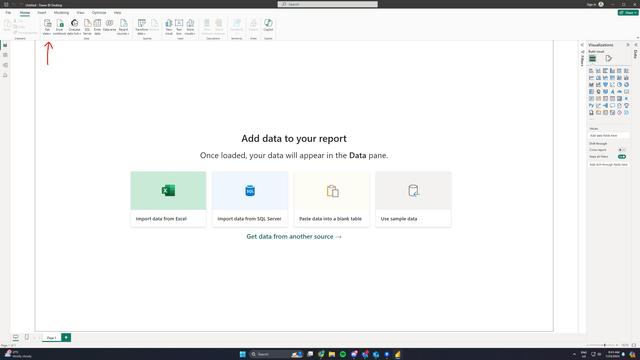 Untitled - Power BI Desktop
Search
Sign in
File Home Insert Modeling View Optimize Help
Share
Get data
Excel workbook
OneLake data hub
SQL Server
Enter data
Dataverse
Recent sources
Transform data
New visual
Text box
More visuals
Sensitivity
Publish
Copilot
Clipboard
Data
Queries
Insert
Calculations
Sensitivity
Share
Copilot
Add data to your report
Once loaded, your data will appear in the Data pane.
Import data from Excel
Import data from SQL Server
Paste data into a blank table
Use sample data
Get data from another source →
Filters
Visualizations
Build visual
Values
Add data fields here
Drill through
Cross-report
Keep all filters
Add drill-through fields here
Data
Page 1
Page 1 of 1
Mostly cloudy
Search
ENG
8:45 AM